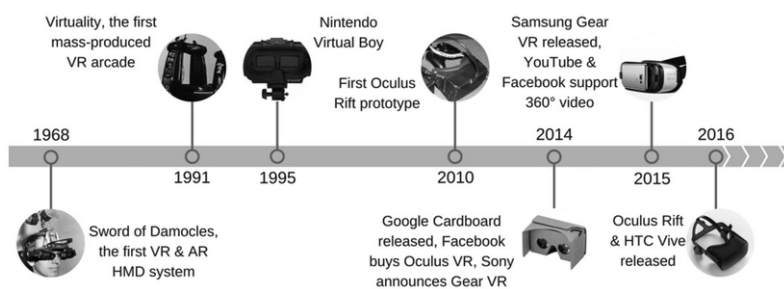 Virtuality, the first
mass-produced
VR arcade
Nintendo
Virtual Boy
First Oculus
Rift prototype
Samsung Gear
VR released,
YouTube &
Facebook support
360° video
1968
1991
1995
2010
2014
2015
2016
Sword of Damocles,
the first VR & AR
HMD system
Google Cardboard
released, Facebook
buys Oculus VR, Sony
announces Gear VR
Oculus Rift
& HTC Vive
released